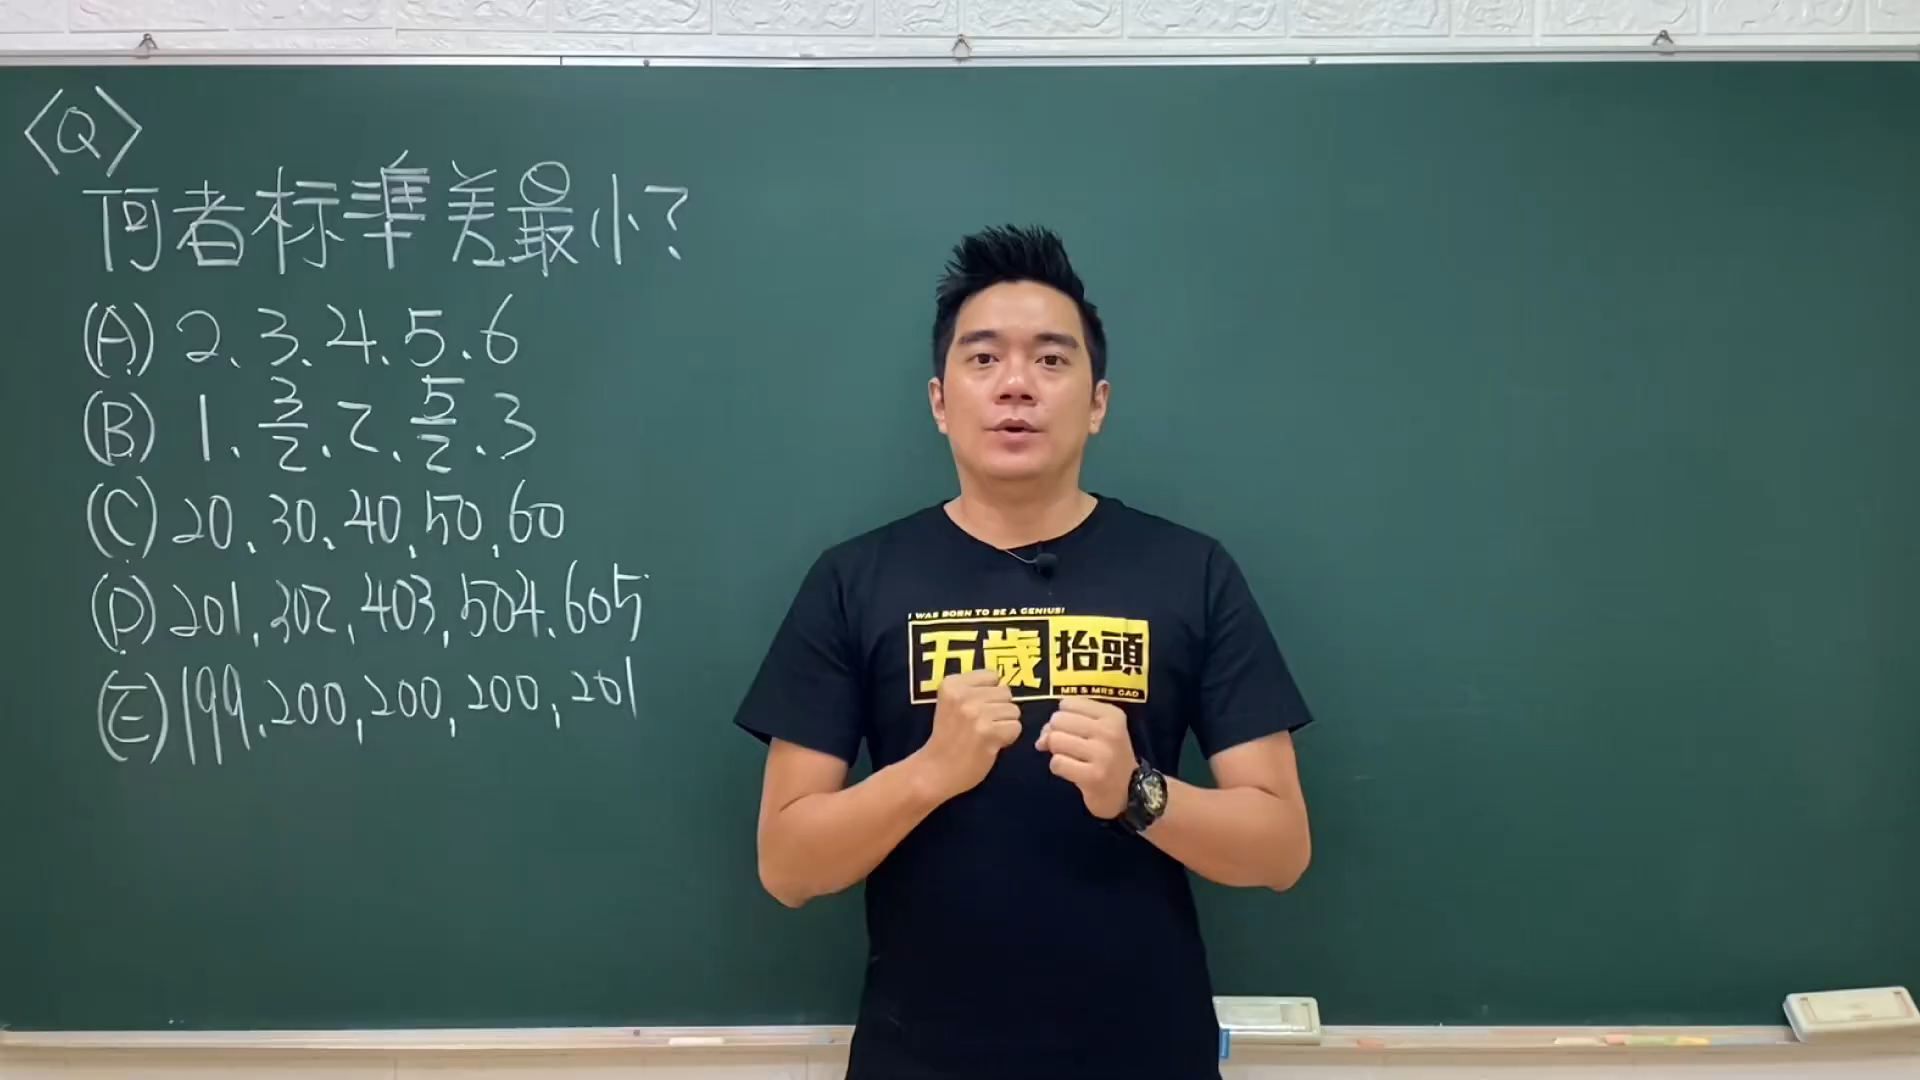 〈Q〉
何者標準差最小?
(A) 2、3、4、5、6
(B) 1、3/2、2、5/2、3
(C) 20、30、40、50、60
(D) 201、302、403、504、605
(E) 199、200、200、200、201
I WAS BORN TO BE A GENIUS!
五歲抬頭
MR & MRS GAO